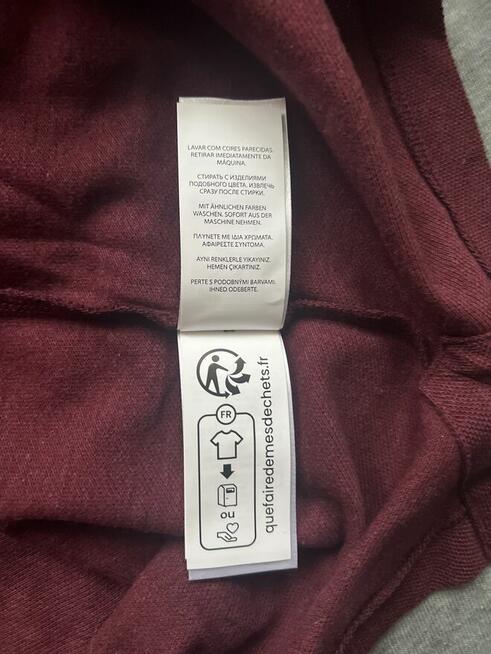 LAVAR COM CORES PARECIDAS.
RETIRAR IMEDIATAMENTE DA
MÁQUINA.
СТИРАТЬ С ИЗДЕЛИЯМИ
ПОДОБНОГО ЦВЕТА. ИЗВЛЕЧЬ
СРАЗУ ПОСЛЕ СТИРКИ.
MIT ÄHNLICHEN FARBEN
WASCHEN. SOFORT AUS DER
MASCHINE NEHMEN.
ΠΛΥΝΕΤΕ ΜΕ ΙΔΙΑ ΧΡΩΜΑΤΑ.
ΑΦΑΙΡΕΣΤΕ ΣΥΝΤΟΜΑ.
AYNI RENKLERLE YIKAYINIZ.
HEMEN ÇIKARTINIZ.
PERTE S PODOBNÝMI BARVAMI.
IHNED ODEBERTE.
FR
ou
quefairedemesdechets.fr